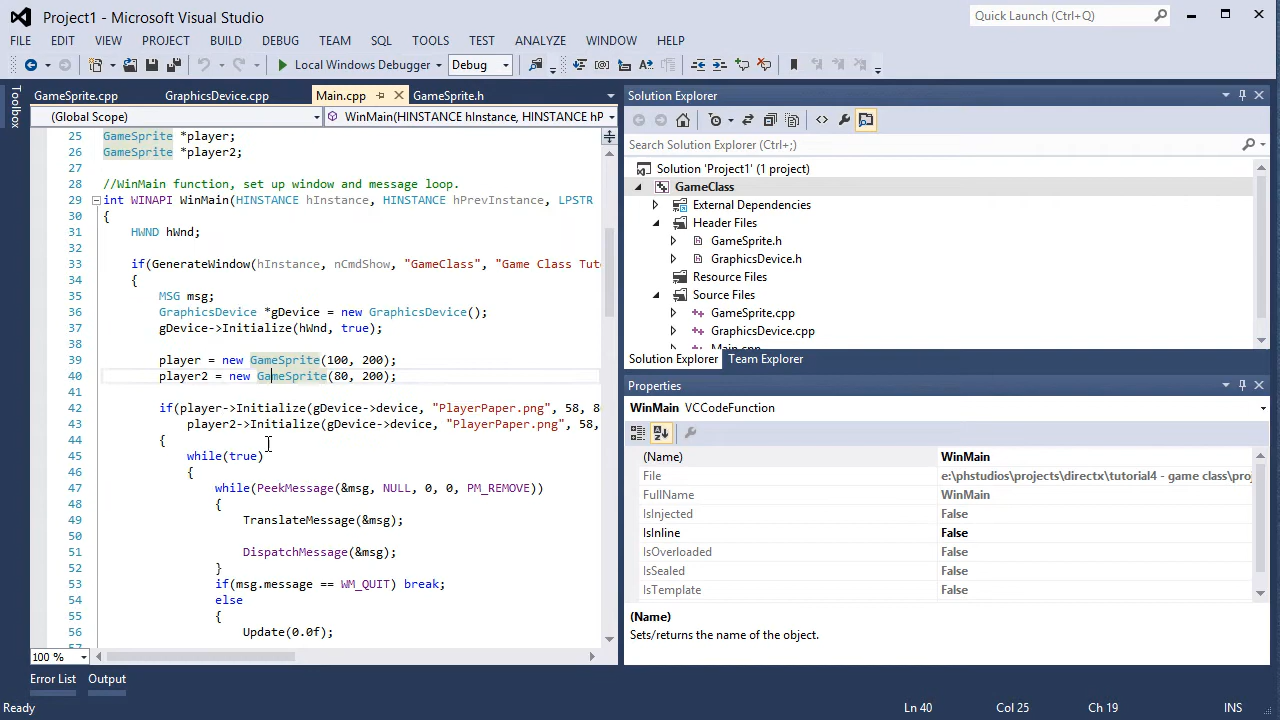 Project1 - Microsoft Visual Studio
Quick Launch (Ctrl+Q)
FILE EDIT VIEW PROJECT BUILD DEBUG TEAM SQL TOOLS TEST ANALYZE WINDOW HELP
Local Windows Debugger Debug
Toolbox
GameSprite.cpp GraphicsDevice.cpp Main.cpp GameSprite.h
(Global Scope) WinMain(HINSTANCE hInstance, HINSTANCE hP
25 GameSprite *player;
26 GameSprite *player2;
27
28 //WinMain function, set up window and message loop.
29 int WINAPI WinMain(HINSTANCE hInstance, HINSTANCE hPrevInstance, LPSTR
30 {
31 HWND hWnd;
32
33 if(GenerateWindow(hInstance, nCmdShow, "GameClass", "Game Class Tut
34 {
35 MSG msg;
36 GraphicsDevice *gDevice = new GraphicsDevice();
37 gDevice->Initialize(hWnd, true);
38
39 player = new GameSprite(100, 200);
40 player2 = new GameSprite(80, 200);
41
42 if(player->Initialize(gDevice->device, "PlayerPaper.png", 58, 8
43 player2->Initialize(gDevice->device, "PlayerPaper.png", 58,
44 {
45 while(true)
46 {
47 while(PeekMessage(&msg, NULL, 0, 0, PM_REMOVE))
48 {
49 TranslateMessage(&msg);
50
51 DispatchMessage(&msg);
52 }
53 if(msg.message == WM_QUIT) break;
54 else
55 {
56 Update(0.0f);
57
100 %
Solution Explorer
Search Solution Explorer (Ctrl+;)
Solution 'Project1' (1 project)
GameClass
External Dependencies
Header Files
GameSprite.h
GraphicsDevice.h
Resource Files
Source Files
GameSprite.cpp
GraphicsDevice.cpp
Main.cpp
Solution Explorer Team Explorer
Properties
WinMain VCCodeFunction
(Name) WinMain
File e:\phstudios\projects\directx\tutorial4 - game class\proj
FullName WinMain
IsInjected False
IsInline False
IsOverloaded False
IsSealed False
IsTemplate False
(Name)
Sets/returns the name of the object.
Error List Output
Ready Ln 40 Col 25 Ch 19 INS